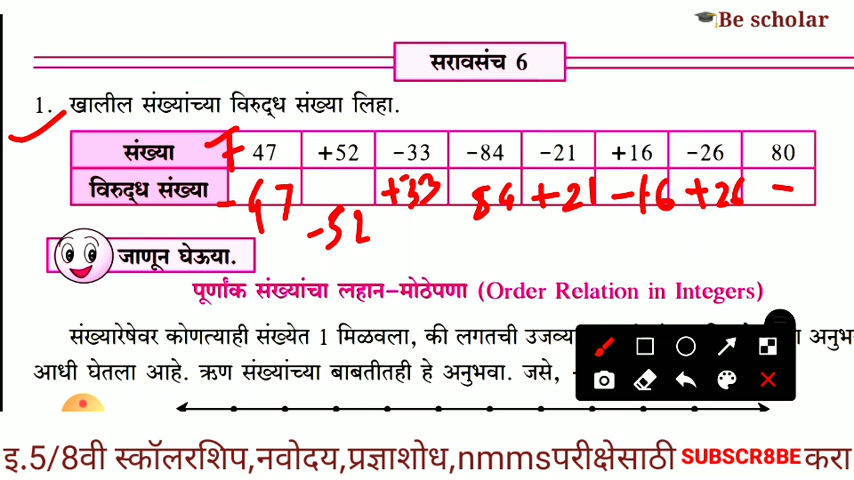 Be scholar
सरावसंच 6
1. खालील संख्यांच्या विरुद्ध संख्या लिहा.
संख्या + 47 +52 -33 -84 -21 +16 -26 80
विरुद्ध संख्या -47 -52 +33 84 +21 -16 +26 -
जाणून घेऊया.
पूर्णांक संख्यांचा लहान-मोठेपणा (Order Relation in Integers)
संख्यारेषेवर कोणत्याही संख्येत 1 मिळवला, की लगतची अनुभ
आधी घेतला आहे. ऋण संख्यांच्या बाबतीतही हे अनुभवा. जसे,
इ.5/8वी स्कॉलरशिप,नवोदय,प्रज्ञाशोध,nmmsपरीक्षेसाठी SUBSCR8BE करा